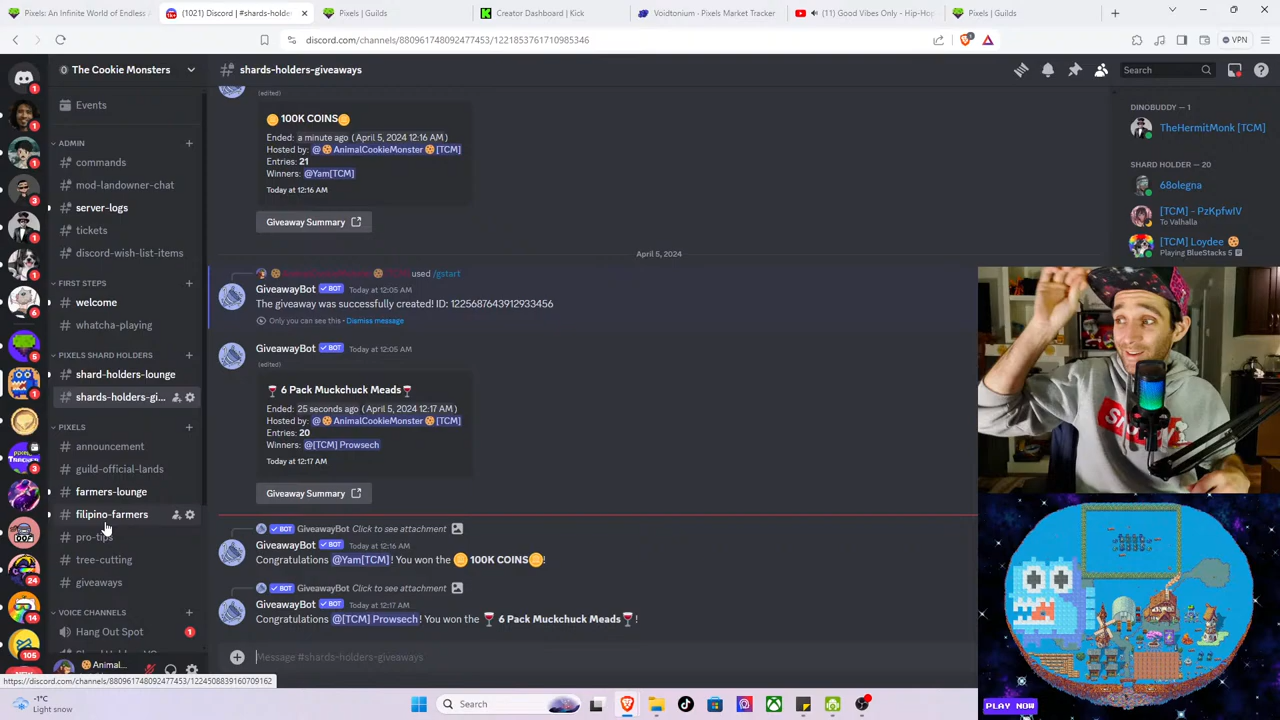 Pixels: An Infinite World of Endless
(1021) Discord | #shards-holders-
Pixels | Guilds
Creator Dashboard | Kick
Voidtonium - Pixels Market Tracker
(11) Good Vibes Only - Hip-Hop
Pixels | Guilds
discord.com/channels/880961748092477453/1221853761710985346
VPN
The Cookie Monsters
Events
ADMIN
commands
mod-landowner-chat
server-logs
tickets
discord-wish-list-items
FIRST STEPS
welcome
whatcha-playing
PIXELS SHARD HOLDERS
shard-holders-lounge
shards-holders-gi...
PIXELS
announcement
guild-official-lands
farmers-lounge
filipino-farmers
pro-tips
tree-cutting
giveaways
VOICE CHANNELS
Hang Out Spot
1
Animal...
shards-holders-giveaways
Search
(edited)
100K COINS
Ended: a minute ago (April 5, 2024 12:16 AM)
Hosted by: @AnimalCookieMonster [TCM]
Entries: 21
Winners: @Yam[TCM]
Today at 12:16 AM
Giveaway Summary
April 5, 2024
used /gstart
GiveawayBot BOT Today at 12:05 AM
The giveaway was successfully created! ID: 1225687643912933456
Only you can see this • Dismiss message
GiveawayBot BOT Today at 12:05 AM
(edited)
6 Pack Muckchuck Meads
Ended: 25 seconds ago (April 5, 2024 12:17 AM)
Hosted by: @AnimalCookieMonster [TCM]
Entries: 20
Winners: @[TCM] Prowsech
Today at 12:17 AM
Giveaway Summary
BOT GiveawayBot Click to see attachment
GiveawayBot BOT Today at 12:16 AM
Congratulations @Yam[TCM]! You won the 100K COINS!
BOT GiveawayBot Click to see attachment
GiveawayBot BOT Today at 12:17 AM
Congratulations @[TCM] Prowsech! You won the 6 Pack Muckchuck Meads!
Message #shards-holders-giveaways
DINOBUDDY — 1
TheHermitMonk [TCM]
SHARD HOLDER — 20
68olegna
[TCM] - PzKpfwIV
To Valhalla
[TCM] Loydee
Playing BlueStacks 5
Supreme
PLAY NOW
https://discord.com/channels/880961748092477453/1224508839160709162
-1°C
Light snow
Search